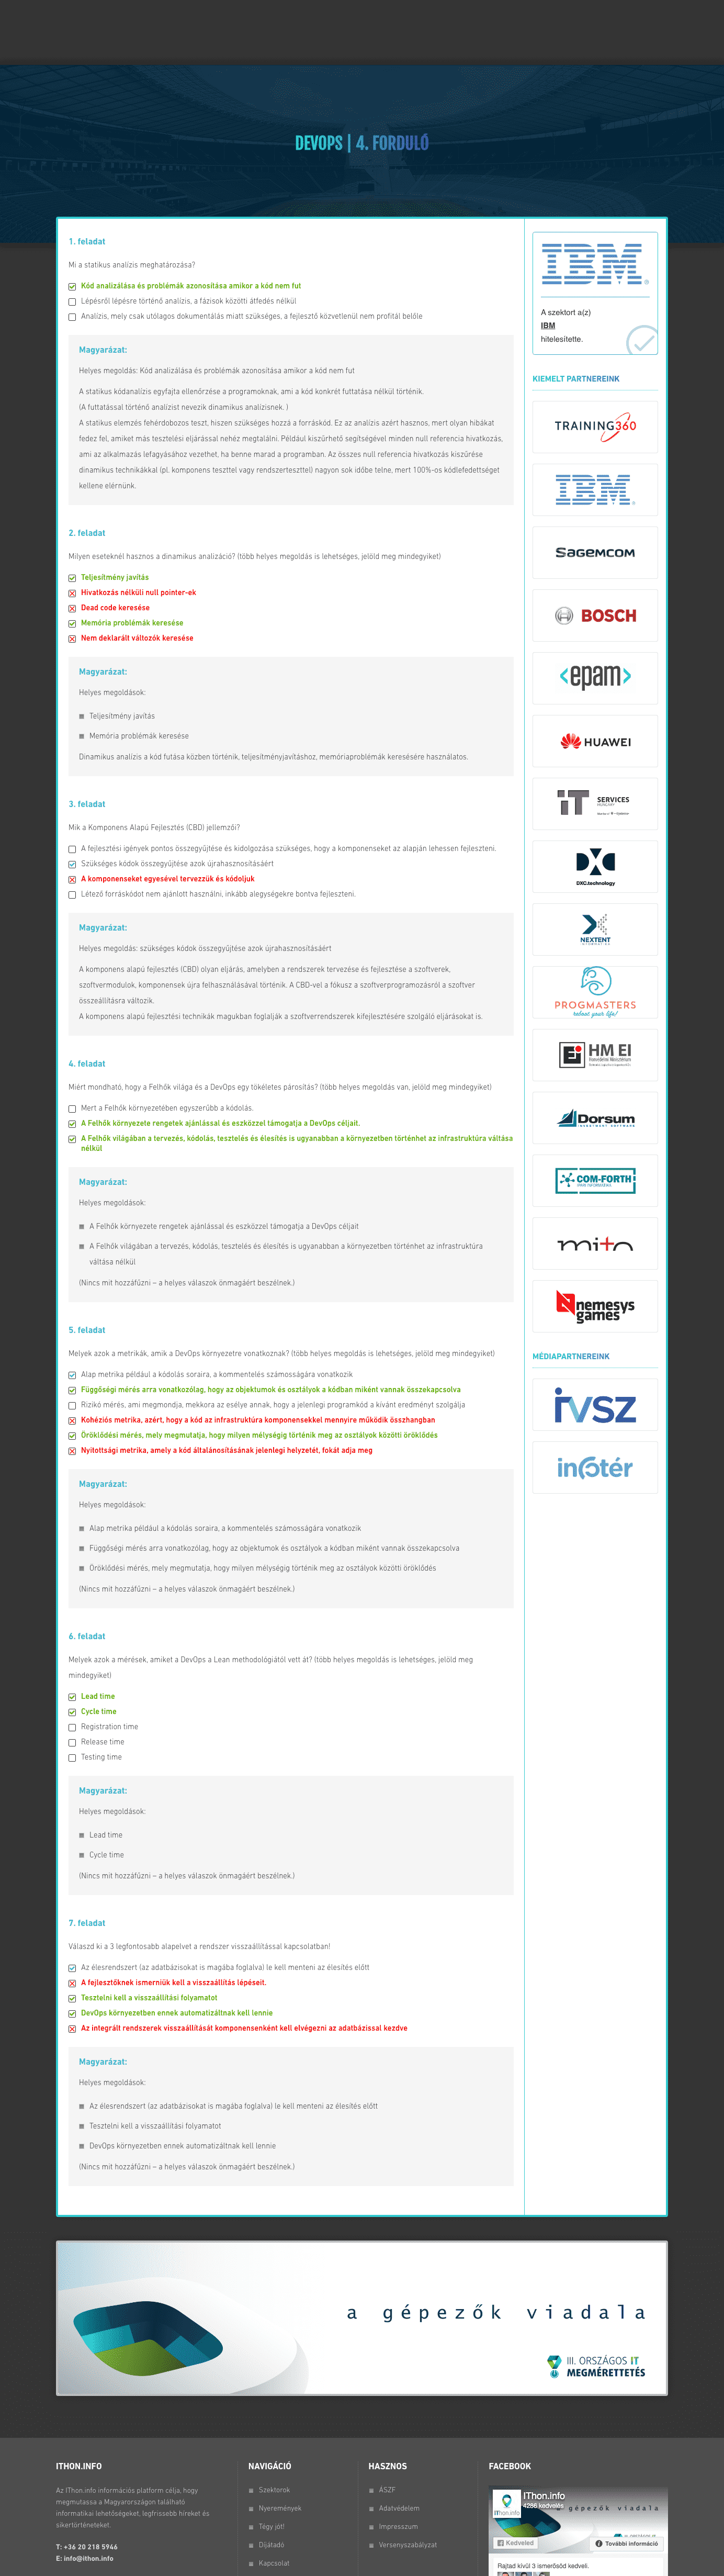 DEVOPS | 4. FORDULÓ
1. feladat
Mi a statikus analízis meghatározása?
Kód analizálása és problémák azonosítása amikor a kód nem fut
Lépésről lépésre történő analízis, a fázisok közötti átfedés nélkül
Analízis, mely csak utólagos dokumentálás miatt szükséges, a fejlesztő közvetlenül nem profitál belőle
Magyarázat:
Helyes megoldás: Kód analizálása és problémák azonosítása amikor a kód nem fut
A statikus kódanalízis egyfajta ellenőrzése a programoknak, ami a kód konkrét futtatása nélkül történik.
(A futtatással történő analízist nevezik dinamikus analízisnek. )
A statikus elemzés fehérdobozos teszt, hiszen szükséges hozzá a forráskód. Ez az analízis azért hasznos, mert olyan hibákat
fedez fel, amiket más tesztelési eljárással nehéz megtalálni. Például kiszűrhető segítségével minden null referencia hivatkozás,
ami az alkalmazás lefagyásához vezethet, ha benne marad a programban. Az összes null referencia hivatkozás kiszűrése
dinamikus technikákkal (pl. komponens teszttel vagy rendszerteszttel) nagyon sok időbe telne, mert 100%-os kódlefedettséget
kellene elérnünk.
2. feladat
Milyen eseteknél hasznos a dinamikus analizáció? (több helyes megoldás is lehetséges, jelöld meg mindegyiket)
Teljesítmény javítás
Hivatkozás nélküli null pointer-ek
Dead code keresése
Memória problémák keresése
Nem deklarált változók keresése
Magyarázat:
Helyes megoldások:
Teljesítmény javítás
Memória problémák keresése
Dinamikus analízis a kód futása közben történik, teljesítményjavításhoz, memóriaproblémák keresésére használatos.
3. feladat
Mik a Komponens Alapú Fejlesztés (CBD) jellemzői?
A fejlesztési igények pontos összegyűjtése és kidolgozása szükséges, hogy a komponenseket az alapján lehessen fejleszteni.
Szükséges kódok összegyűjtése azok újrahasznosításáért
A komponenseket egyesével tervezzük és kódoljuk
Létező forráskódot nem ajánlott használni, inkább alegységekre bontva fejleszteni.
Magyarázat:
Helyes megoldás: szükséges kódok összegyűjtése azok újrahasznosításáért
A komponens alapú fejlesztés (CBD) olyan eljárás, amelyben a rendszerek tervezése és fejlesztése a szoftverek,
szoftvermodulok, komponensek újra felhasználásával történik. A CBD-vel a fókusz a szoftverprogramozásról a szoftver
összeállításra változik.
A komponens alapú fejlesztési technikák magukban foglalják a szoftverrendszerek kifejlesztésére szolgáló eljárásokat is.
4. feladat
Miért mondható, hogy a Felhők világa és a DevOps egy tökéletes párosítás? (több helyes megoldás van, jelöld meg mindegyiket)
Mert a Felhők környezetében egyszerűbb a kódolás.
A Felhők környezete rengetek ajánlással és eszközzel támogatja a DevOps céljait.
A Felhők világában a tervezés, kódolás, tesztelés és élesítés is ugyanabban a környezetben történhet az infrastruktúra váltása
nélkül
Magyarázat:
Helyes megoldások:
A Felhők környezete rengetek ajánlással és eszközzel támogatja a DevOps céljait
A Felhők világában a tervezés, kódolás, tesztelés és élesítés is ugyanabban a környezetben történhet az infrastruktúra
váltása nélkül
(Nincs mit hozzáfűzni – a helyes válaszok önmagáért beszélnek.)
5. feladat
Melyek azok a metrikák, amik a DevOps környezetre vonatkoznak? (több helyes megoldás is lehetséges, jelöld meg mindegyiket)
Alap metrika például a kódolás soraira, a kommentelés számosságára vonatkozik
Függőségi mérés arra vonatkozólag, hogy az objektumok és osztályok a kódban miként vannak összekapcsolva
Rizikó mérés, ami megmondja, mekkora az esélye annak, hogy a jelenlegi programkód a kívánt eredményt szolgálja
Kohéziós metrika, azért, hogy a kód az infrastruktúra komponensekkel mennyire működik összhangban
Öröklődési mérés, mely megmutatja, hogy milyen mélységig történik meg az osztályok közötti öröklődés
Nyitottsági metrika, amely a kód általánosításának jelenlegi helyzetét, fokát adja meg
Magyarázat:
Helyes megoldások:
Alap metrika például a kódolás soraira, a kommentelés számosságára vonatkozik
Függőségi mérés arra vonatkozólag, hogy az objektumok és osztályok a kódban miként vannak összekapcsolva
Öröklődési mérés, mely megmutatja, hogy milyen mélységig történik meg az osztályok közötti öröklődés
(Nincs mit hozzáfűzni – a helyes válaszok önmagáért beszélnek.)
6. feladat
Melyek azok a mérések, amiket a DevOps a Lean methodológiától vett át? (több helyes megoldás is lehetséges, jelöld meg
mindegyiket)
Lead time
Cycle time
Registration time
Release time
Testing time
Magyarázat:
Helyes megoldások:
Lead time
Cycle time
(Nincs mit hozzáfűzni – a helyes válaszok önmagáért beszélnek.)
7. feladat
Válaszd ki a 3 legfontosabb alapelvet a rendszer visszaállítással kapcsolatban!
Az élesrendszert (az adatbázisokat is magába foglalva) le kell menteni az élesítés előtt
A fejlesztőknek ismerniük kell a visszaállítás lépéseit.
Tesztelni kell a visszaállítási folyamatot
DevOps környezetben ennek automatizáltnak kell lennie
Az integrált rendszerek visszaállítását komponensenként kell elvégezni az adatbázissal kezdve
Magyarázat:
Helyes megoldások:
Az élesrendszert (az adatbázisokat is magába foglalva) le kell menteni az élesítés előtt
Tesztelni kell a visszaállítási folyamatot
DevOps környezetben ennek automatizáltnak kell lennie
(Nincs mit hozzáfűzni – a helyes válaszok önmagáért beszélnek.)
IBM
A szektort a(z)
IBM
hitelesítette.
KIEMELT PARTNEREINK
TRAINING360
IBM
SAGEMCOM
BOSCH
<epam>
HUAWEI
IT SERVICES
HUNGARY
DXC.technology
NEXTENT
PROGMASTERS
reboot your life!
HM EI
Dorsum
INVESTMENT SOFTWARE
COM-FORTH
mito
nemesys
games
MÉDIAPARTNEREINK
IVSZ
infotér
a gépezők viadala
III. ORSZÁGOS IT
MEGMÉRETTETÉS
ITHON.INFO
Az IThon.info információs platform célja, hogy
megmutassa a Magyarországon található
informatikai lehetőségeket, legfrissebb híreket és
sikertörténeteket.
T: +36 20 218 5946
E: info@ithon.info
NAVIGÁCIÓ
Szektorok
Nyeremények
Tégy jót!
Díjátadó
Kapcsolat
HASZNOS
ÁSZF
Adatvédelem
Impresszum
Versenyszabályzat
FACEBOOK
IThon.info
4286 kedvelés
a gépezők viadala
Kedveled
További információ
Rajtad kívül 3 ismerősöd kedveli.